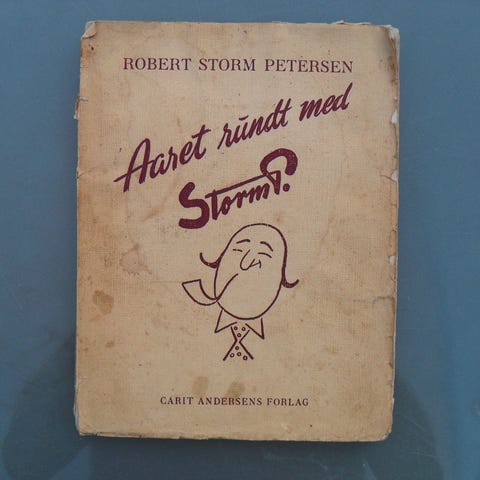 ROBERT STORM PETERSEN
Aaret rundt med
Storm P.
CARIT ANDERSENS FORLAG